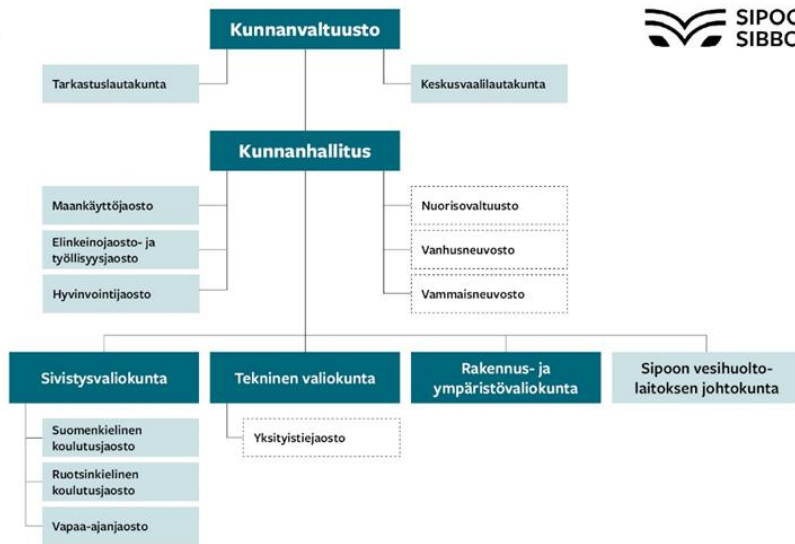 Kunnanvaltuusto
SIPOO
SIBBO
Tarkastuslautakunta
Keskusvaalilautakunta
Kunnanhallitus
Maankäyttöjaosto
Nuorisovaltuusto
Elinkeinojaosto- ja
työllisyysjaosto
Vanhusneuvosto
Hyvinvointijaosto
Vammaisneuvosto
Sivistysvaliokunta
Tekninen valiokunta
Rakennus- ja
ympäristövaliokunta
Sipoon vesihuolto-
laitoksen johtokunta
Suomenkielinen
koulutusjaosto
Yksityistiejaosto
Ruotsinkielinen
koulutusjaosto
Vapaa-ajanjaosto